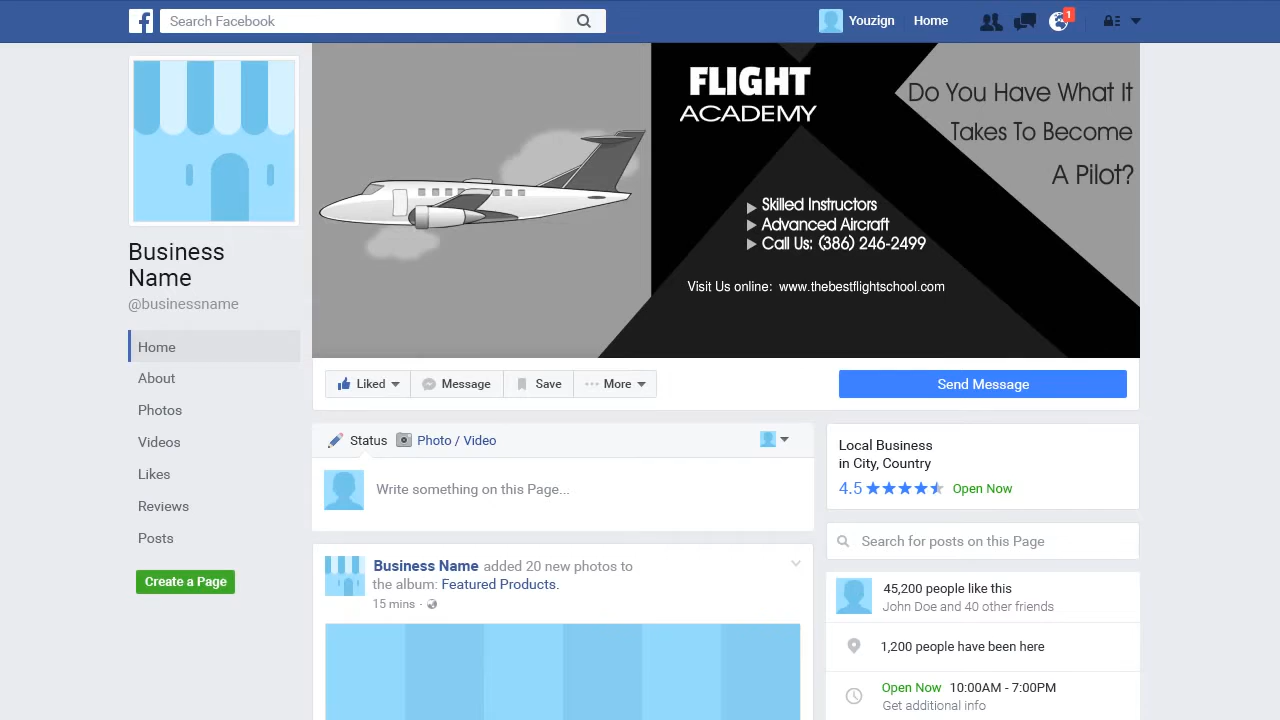 Search Facebook
Youzign
Home
1
FLIGHT
ACADEMY
Do You Have What It
Takes To Become
A Pilot?
Skilled Instructors
Advanced Aircraft
Call Us: (386) 246-2499
Visit Us online: www.thebestflightschool.com
Business
Name
@businessname
Home
About
Photos
Videos
Likes
Reviews
Posts
Create a Page
Liked
Message
Save
More
Send Message
Status
Photo / Video
Write something on this Page...
Business Name added 20 new photos to
the album: Featured Products.
15 mins ·
Local Business
in City, Country
4.5 Open Now
Search for posts on this Page
45,200 people like this
John Doe and 40 other friends
1,200 people have been here
Open Now 10:00AM - 7:00PM
Get additional info